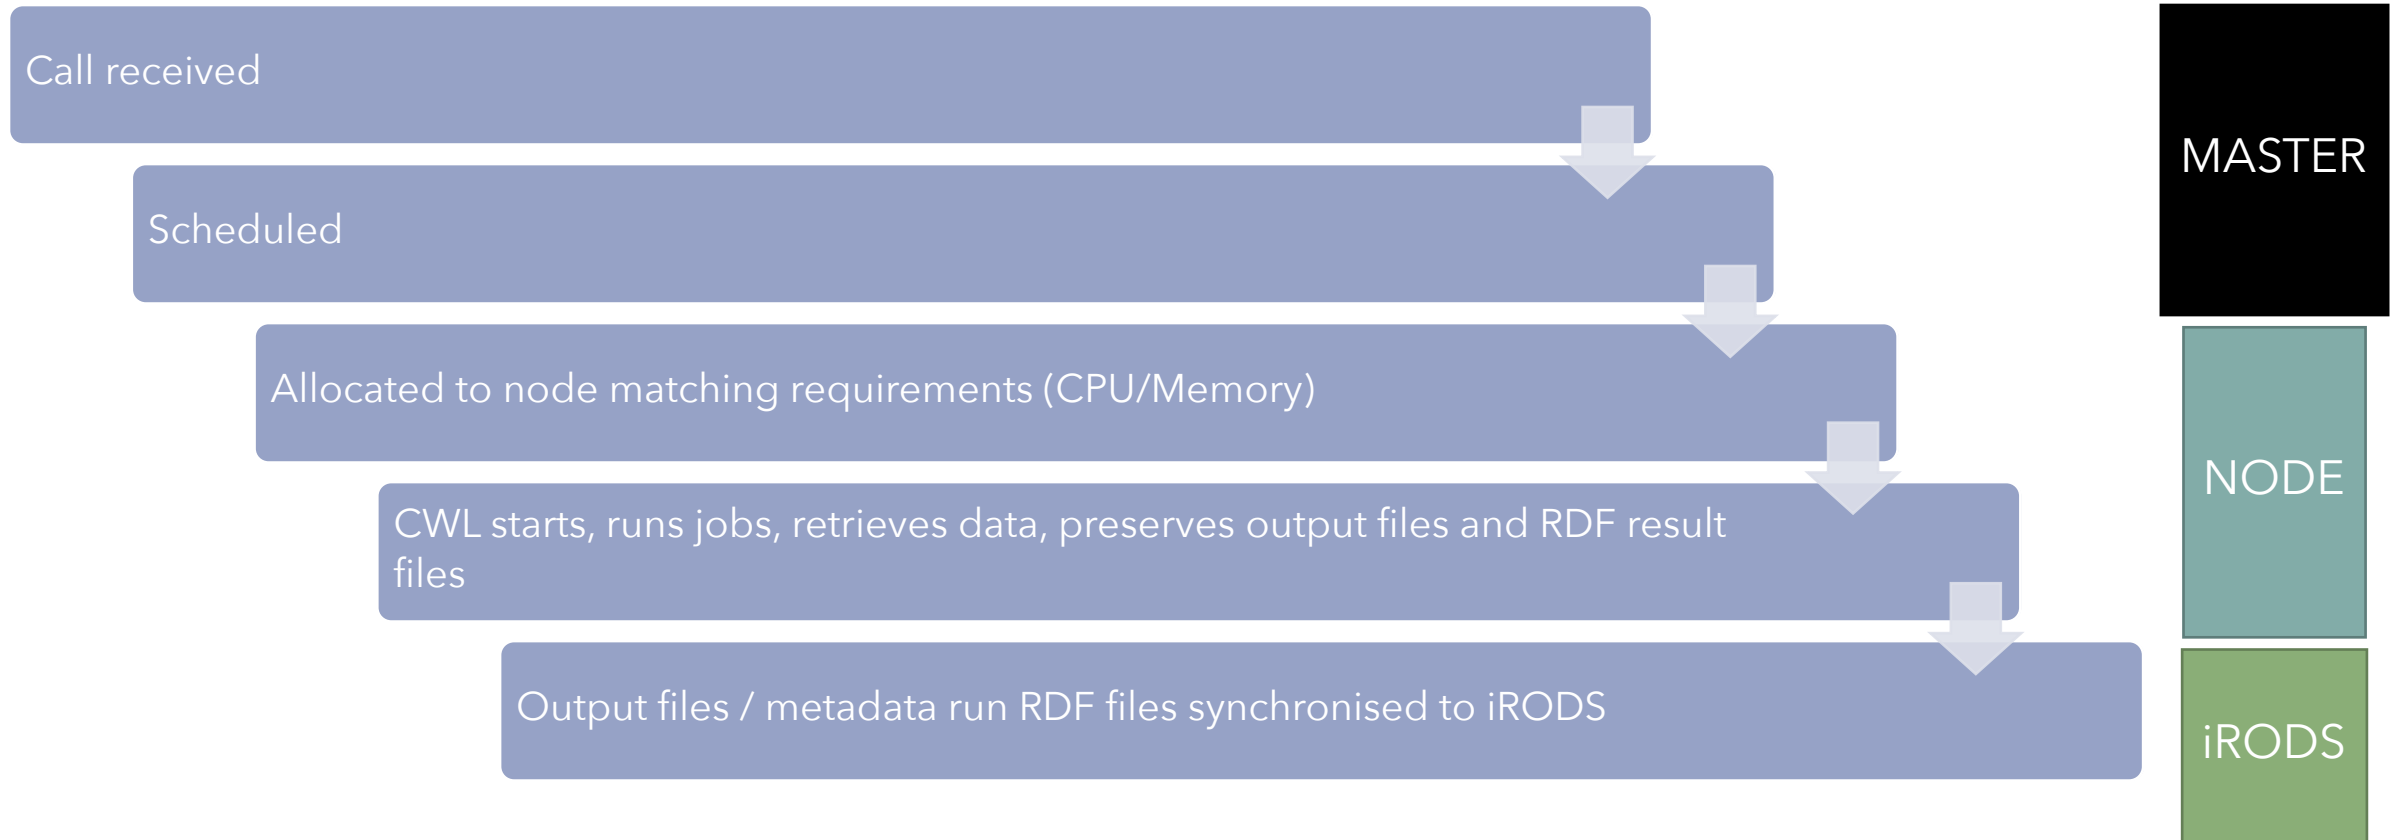 Call received
MASTER
Scheduled
Allocated to node matching requirements (CPU/Memory)
NODE
CWL starts, runs jobs, retrieves data, preserves output files and RDF result
files
Output files / metadata run RDF files synchronised to iRODS
iRODS